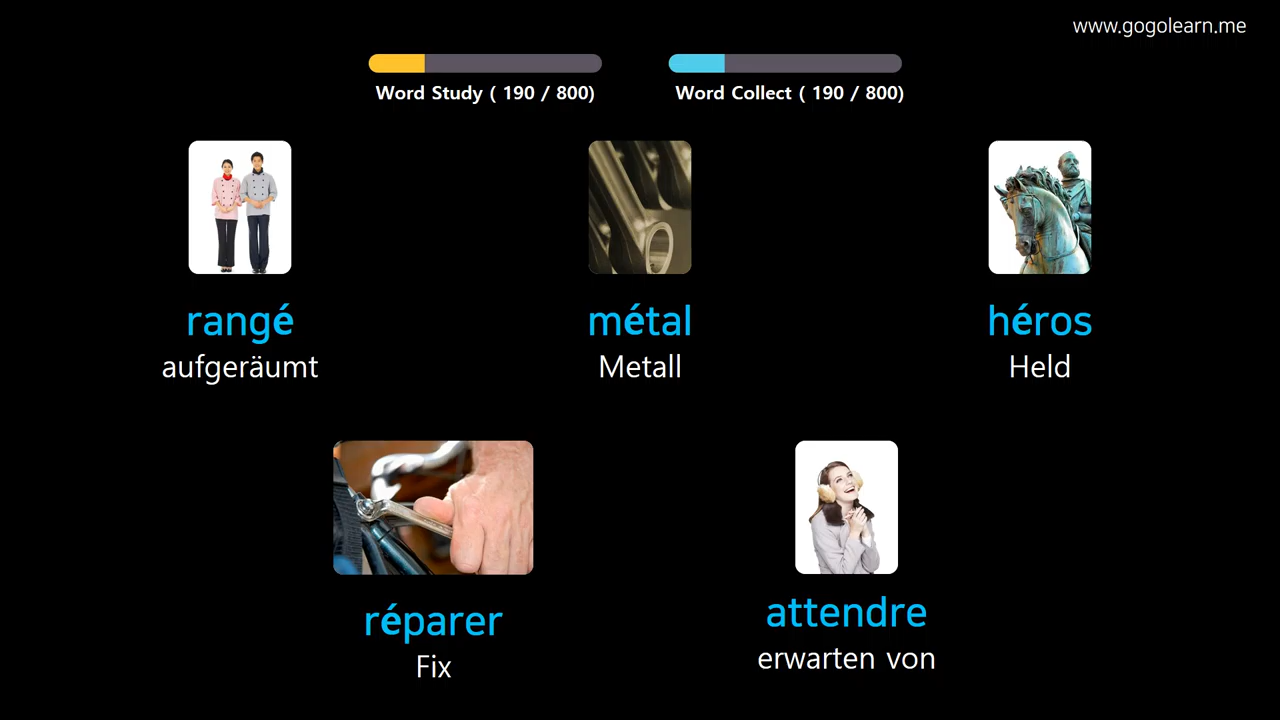 www.gogolearn.me
Word Study ( 190 / 800)
Word Collect ( 190 / 800)
rangé
aufgeräumt
métal
Metall
héros
Held
réparer
Fix
attendre
erwarten von